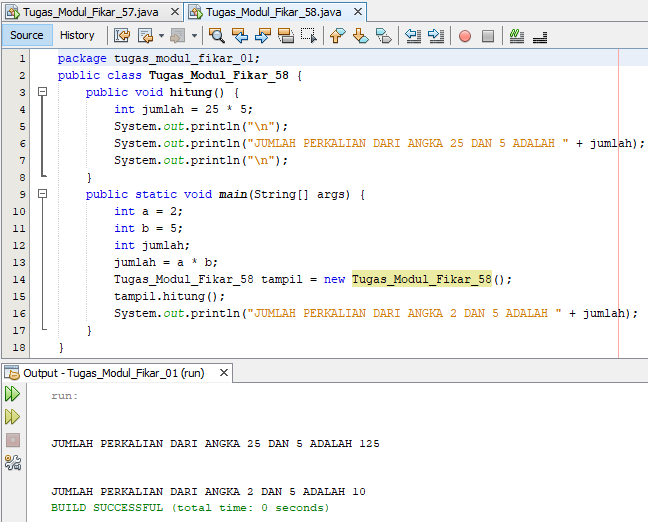 Tugas_Modul_Fikar_57.java Tugas_Modul_Fikar_58.java
Source History
1 package tugas_modul_fikar_01;
2 public class Tugas_Modul_Fikar_58 {
3 public void hitung() {
4 int jumlah = 25 * 5;
5 System.out.println("\n");
6 System.out.println("JUMLAH PERKALIAN DARI ANGKA 25 DAN 5 ADALAH " + jumlah);
7 System.out.println("\n");
8 }
9 public static void main(String[] args) {
10 int a = 2;
11 int b = 5;
12 int jumlah;
13 jumlah = a * b;
14 Tugas_Modul_Fikar_58 tampil = new Tugas_Modul_Fikar_58();
15 tampil.hitung();
16 System.out.println("JUMLAH PERKALIAN DARI ANGKA 2 DAN 5 ADALAH " + jumlah);
17 }
18 }
Output - Tugas_Modul_Fikar_01 (run)
run:
JUMLAH PERKALIAN DARI ANGKA 25 DAN 5 ADALAH 125
JUMLAH PERKALIAN DARI ANGKA 2 DAN 5 ADALAH 10
BUILD SUCCESSFUL (total time: 0 seconds)